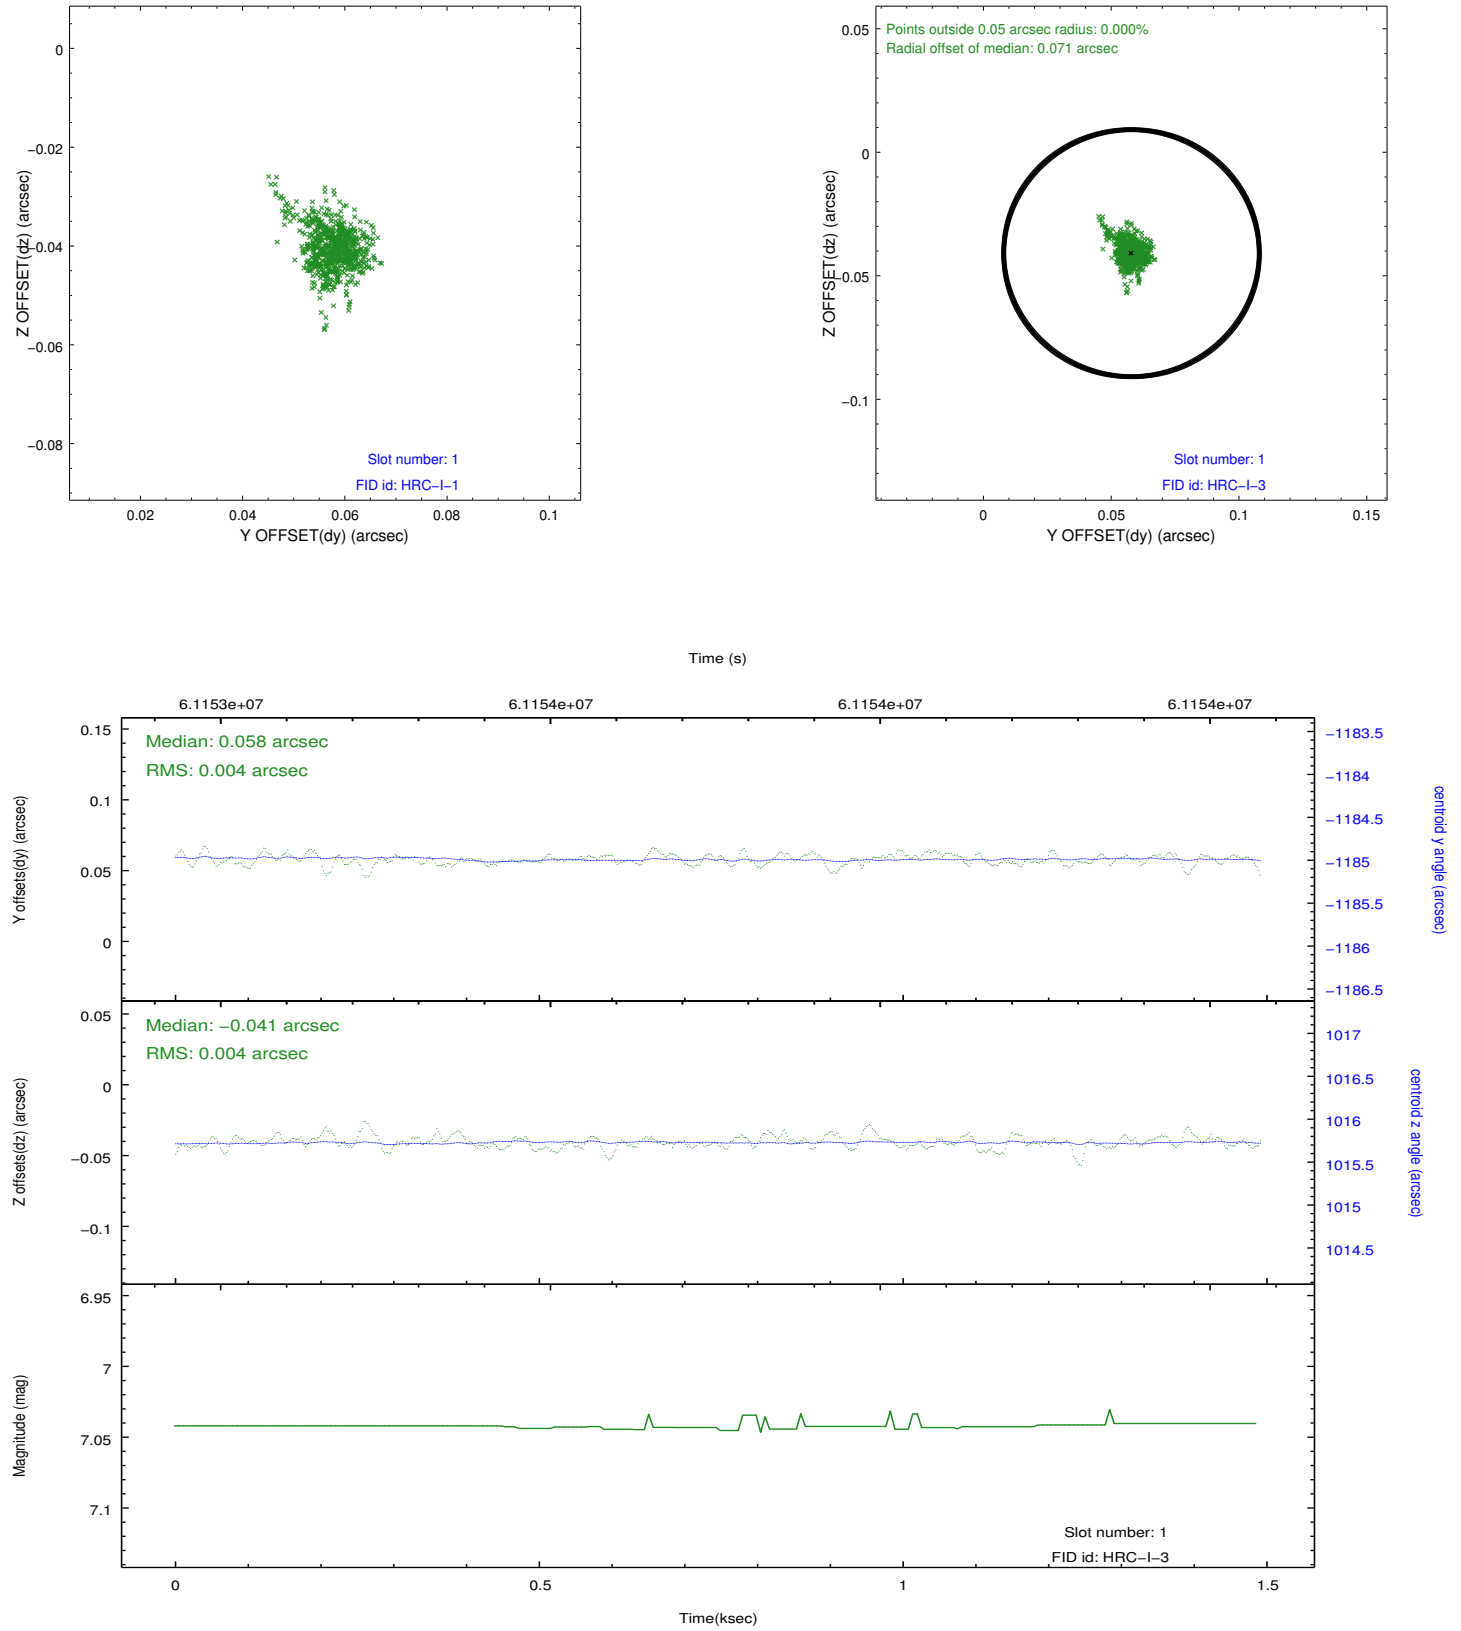 0
−0.02
−0.04
−0.06
−0.08
Z OFFSET(dz) (arcsec)
Slot number: 1
FID id: HRC−I−1
0.02 0.04 0.06 0.08 0.1
Y OFFSET(dy) (arcsec)
Points outside 0.05 arcsec radius: 0.000%
Radial offset of median: 0.071 arcsec
0.05
0
−0.05
−0.1
Z OFFSET(dz) (arcsec)
Slot number: 1
FID id: HRC−I−3
0 0.05 0.1 0.15
Y OFFSET(dy) (arcsec)
Time (s)
6.1153e+07 6.1154e+07 6.1154e+07 6.1154e+07
Median: 0.058 arcsec
RMS: 0.004 arcsec
0.15
0.1
0.05
0
Y offsets(dy) (arcsec)
−1183.5
−1184
−1184.5
−1185
−1185.5
−1186
−1186.5
centroid y angle (arcsec)
Median: −0.041 arcsec
RMS: 0.004 arcsec
0.05
0
−0.05
−0.1
Z offsets(dz) (arcsec)
1017
1016.5
1016
1015.5
1015
1014.5
centroid z angle (arcsec)
6.95
7
7.05
7.1
Magnitude (mag)
Slot number: 1
FID id: HRC−I−3
0 0.5 1 1.5
Time(ksec)